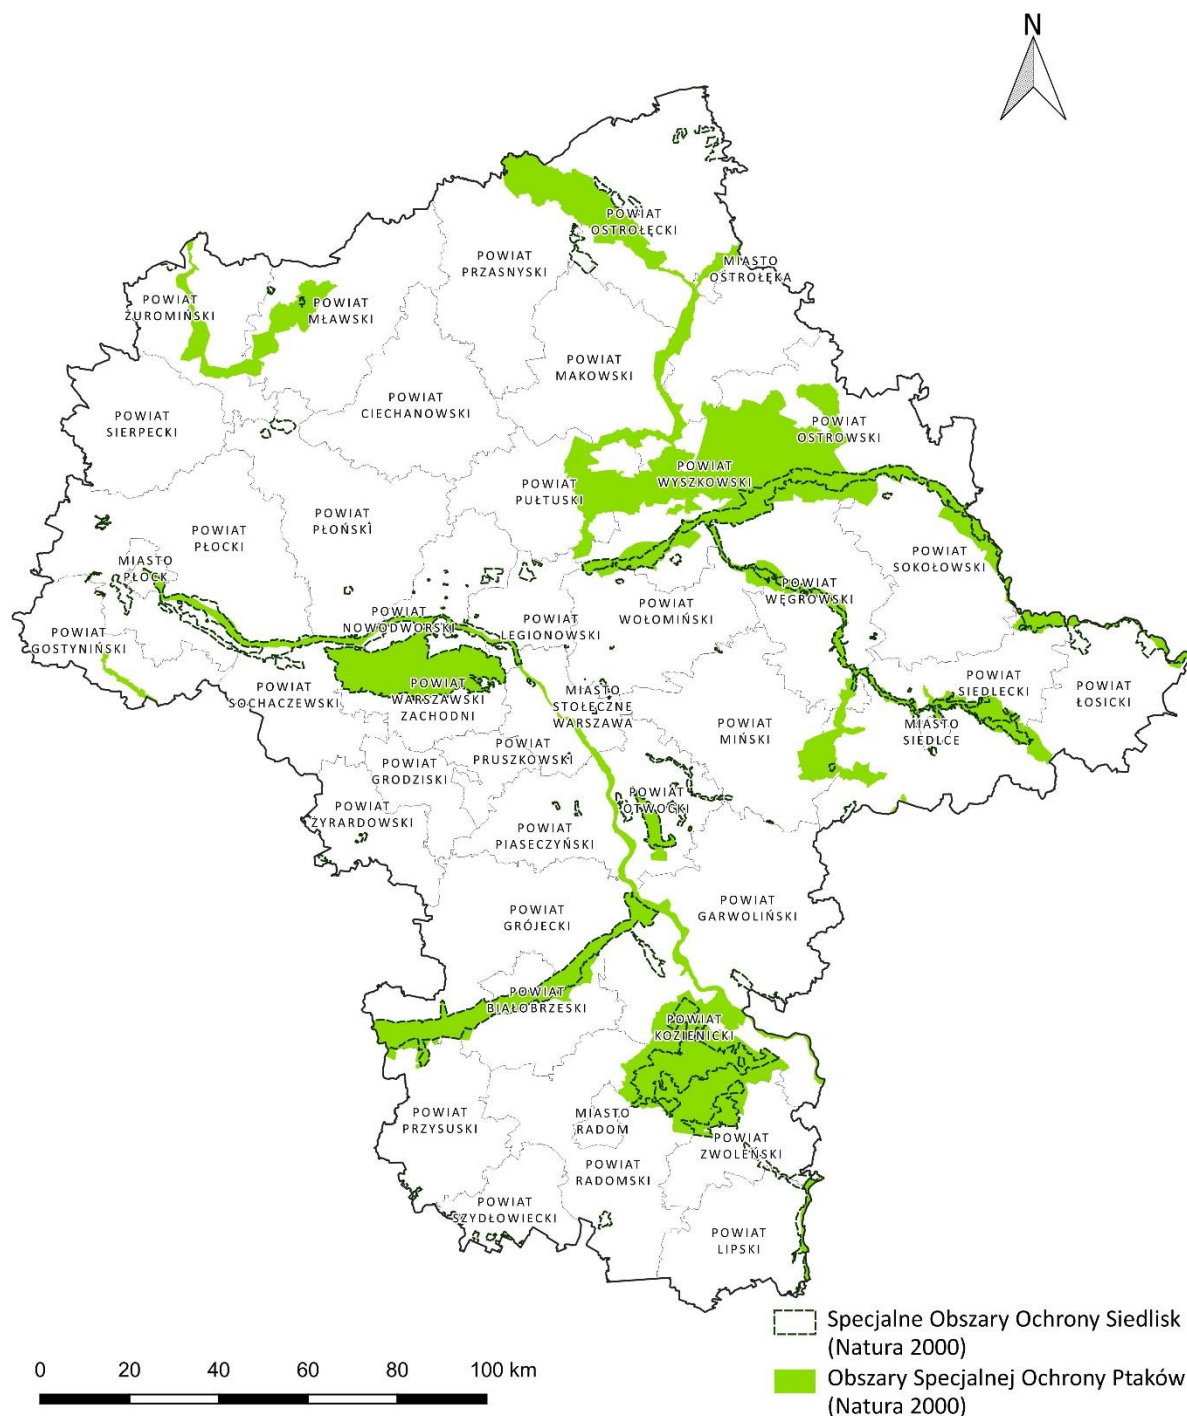 N
POWIAT
OSTROŁĘCKI
POWIAT
PRZASNYSKI
MIASTO
OSTROŁĘKA
POWIAT
ŻUROMIŃSKI
POWIAT
MŁAWSKI
POWIAT
MAKOWSKI
POWIAT
CIECHANOWSKI
POWIAT
SIERPECKI
POWIAT
OSTROWSKI
POWIAT
WYSZKOWSKI
POWIAT
PUŁTUSKI
POWIAT
PŁOŃSKI
POWIAT
PŁOCKI
MIASTO
PŁOCK
POWIAT
SOKOŁOWSKI
POWIAT
WĘGROWSKI
POWIAT
WOŁOMIŃSKI
POWIAT
NOWODWORSKI
POWIAT
LEGIONOWSKI
POWIAT
GOSTYNIŃSKI
POWIAT
SOCHACZEWSKI
POWIAT
WARSZAWSKI
ZACHODNI
MIASTO
STOŁECZNE
WARSZAWA
POWIAT
SIEDLECKI
POWIAT
ŁOSICKI
MIASTO
SIEDLCE
POWIAT
MIŃSKI
POWIAT
PRUSZKOWSKI
POWIAT
GRODZISKI
POWIAT
OTWOCKI
POWIAT
ŻYRARDOWSKI
POWIAT
PIASECZYŃSKI
POWIAT
GARWOLIŃSKI
POWIAT
GRÓJECKI
POWIAT
BIAŁOBRZESKI
POWIAT
KOZIENICKI
POWIAT
PRZYSUSKI
MIASTO
RADOM
POWIAT
ZWOLEŃSKI
POWIAT
RADOMSKI
POWIAT
SZYDŁOWIECKI
POWIAT
LIPSKI
Specjalne Obszary Ochrony Siedlisk
(Natura 2000)
Obszary Specjalnej Ochrony Ptaków
(Natura 2000)
0 20 40 60 80 100 km